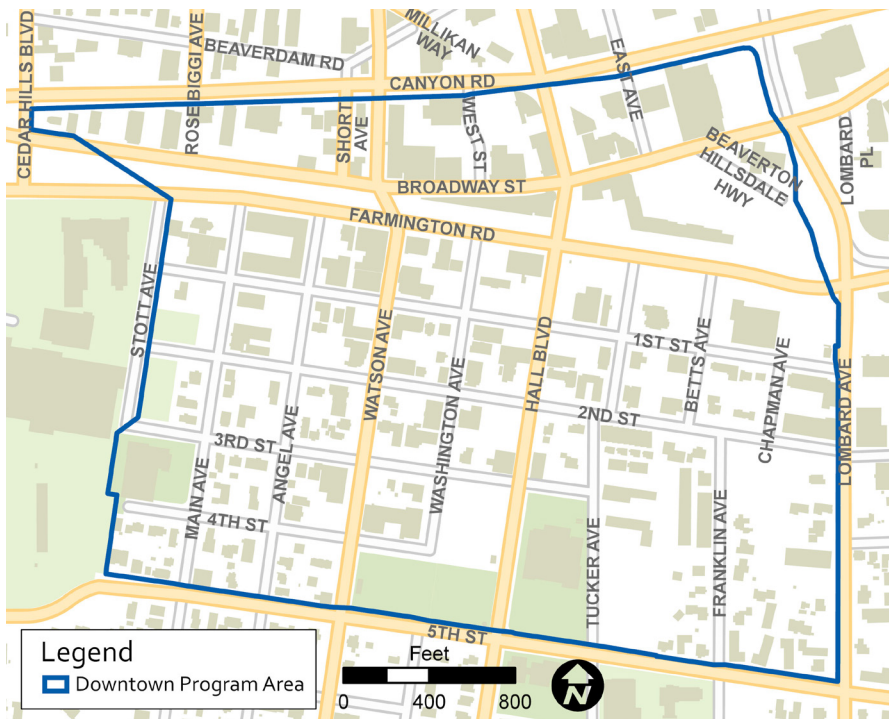 CEDAR HILLS BLVD
BEAVERDAM RD
ROSE BIGGI AVE
MILLIKAN
WAY
CANYON RD
EAST AVE
SHORT
AVE
WEST ST
BROADWAY ST
BEAVERTON
HILLSDALE
HWY
LOMBARD
PL
FARMINGTON RD
STOTT AVE
WATSON AVE
WASHINGTON AVE
HALL BLVD
1ST ST
BETTS AVE
CHAPMAN AVE
LOMBARD AVE
2ND ST
3RD ST
ANGEL AVE
MAIN AVE
4TH ST
TUCKER AVE
FRANKLIN AVE
5TH ST
Legend
Downtown Program Area
Feet
0 400 800
N